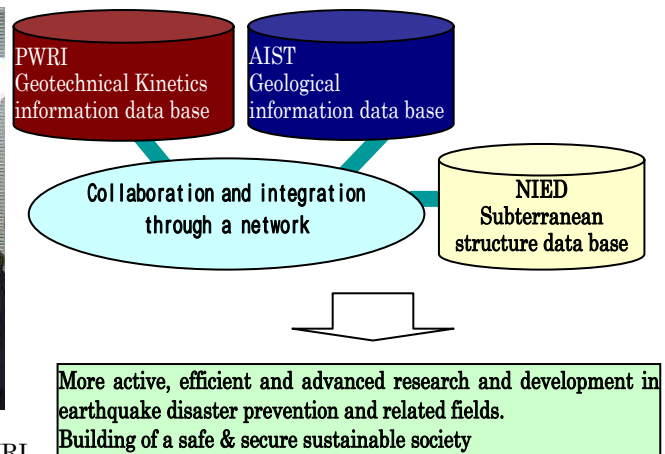 PWRI
Geotechnical Kinetics
information data base
AIST
Geological
information data base
Collaboration and integration
through a network
NIED
Subterranean
structure data base
More active, efficient and advanced research and development in
earthquake disaster prevention and related fields.
Building of a safe & secure sustainable society